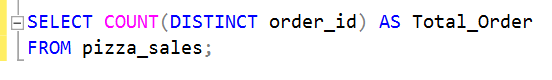 SELECT COUNT(DISTINCT order_id) AS Total_Order
FROM pizza_sales;